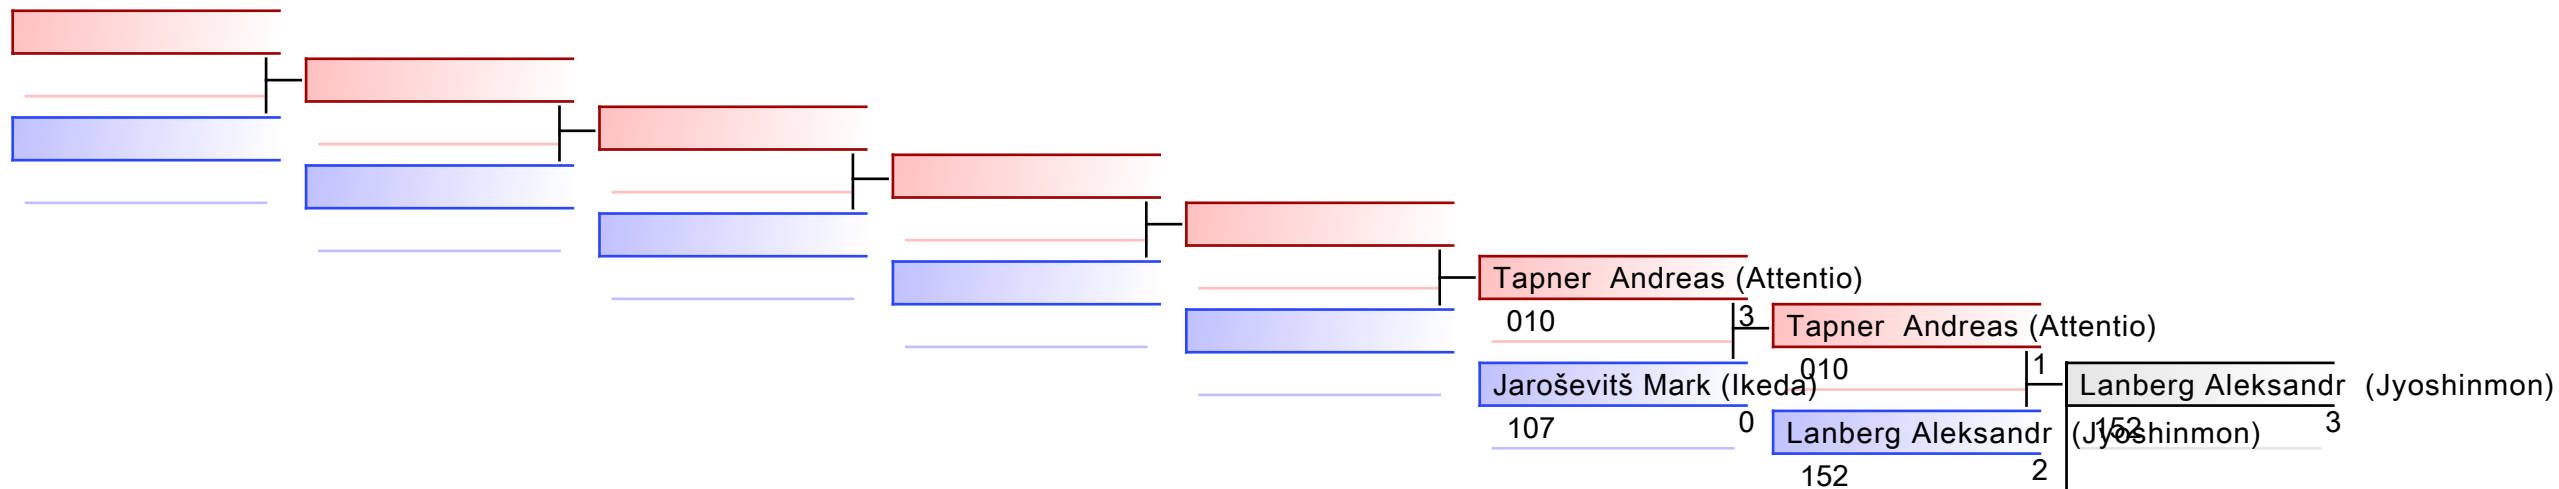 Tapner  Andreas (Attentio)
010
3
Jaroševitš Mark (Ikeda)
107
0
Tapner  Andreas (Attentio)
010
1
Lanberg Aleksandr  (Jyoshinmon)
152
2
Lanberg Aleksandr  (Jyoshinmon)
152
3